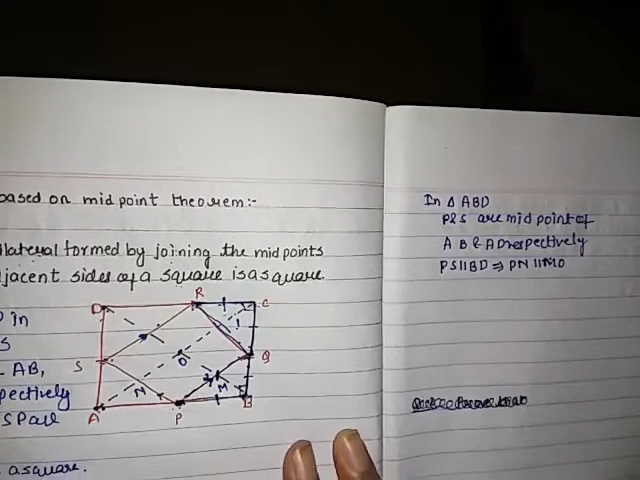 based on mid point theorem:-
ilateral formed by joining the mid points
djacent sides of a square is a square.
D R C
in
S Q
AB,
O
M
pectively
N
A P B
a square.
In Δ ABD
P&S are mid point of
AB & AD respectively
PS||BD ⇒ PN||MO